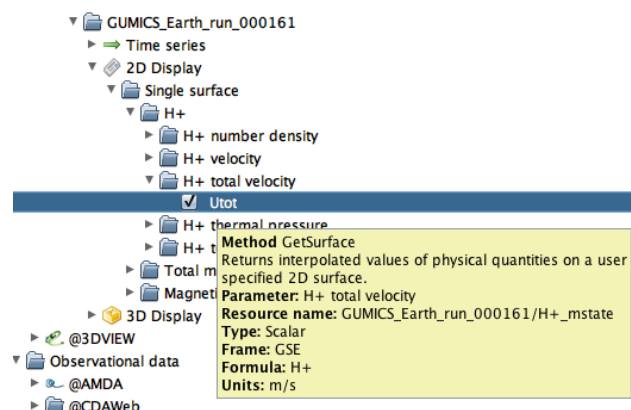 GUMICS_Earth_run_000161
Time series
2D Display
Single surface
H+
H+ number density
H+ velocity
H+ total velocity
Utot
H+ thermal pressure
H+ t
Total m
Magneti
3D Display
@3DVIEW
Observational data
@AMDA
@CDAWeb
Method GetSurface
Returns interpolated values of physical quantities on a user
specified 2D surface.
Parameter: H+ total velocity
Resource name: GUMICS_Earth_run_000161/H+_mstate
Type: Scalar
Frame: GSE
Formula: H+
Units: m/s